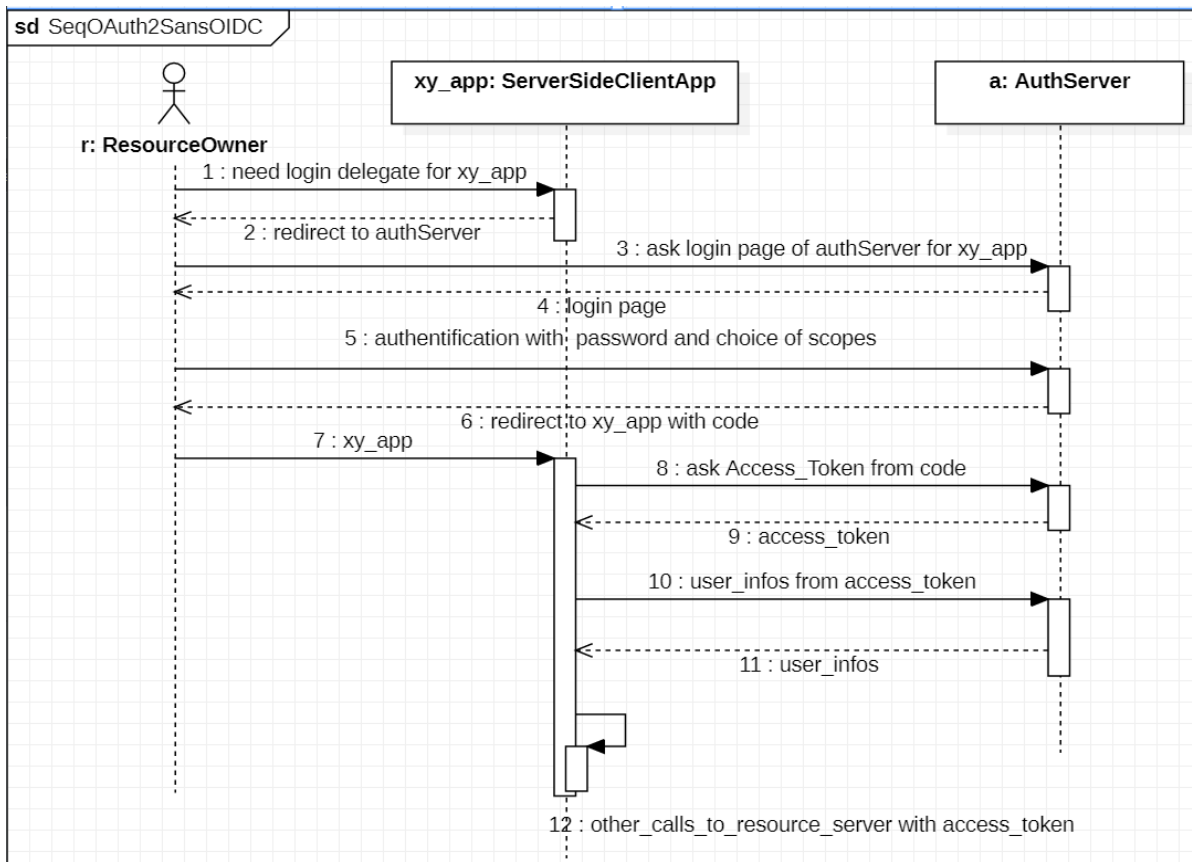 sd SeqOAuth2SansOIDC
xy_app: ServerSideClientApp
a: AuthServer
r: ResourceOwner
1 : need login delegate for xy_app
2 : redirect to authServer
3 : ask login page of authServer for xy_app
4 : login page
5 : authentification with password and choice of scopes
6 : redirect to xy_app with code
7 : xy_app
8 : ask Access_Token from code
9 : access_token
10 : user_infos from access_token
11 : user_infos
12 : other_calls_to_resource_server with access_token